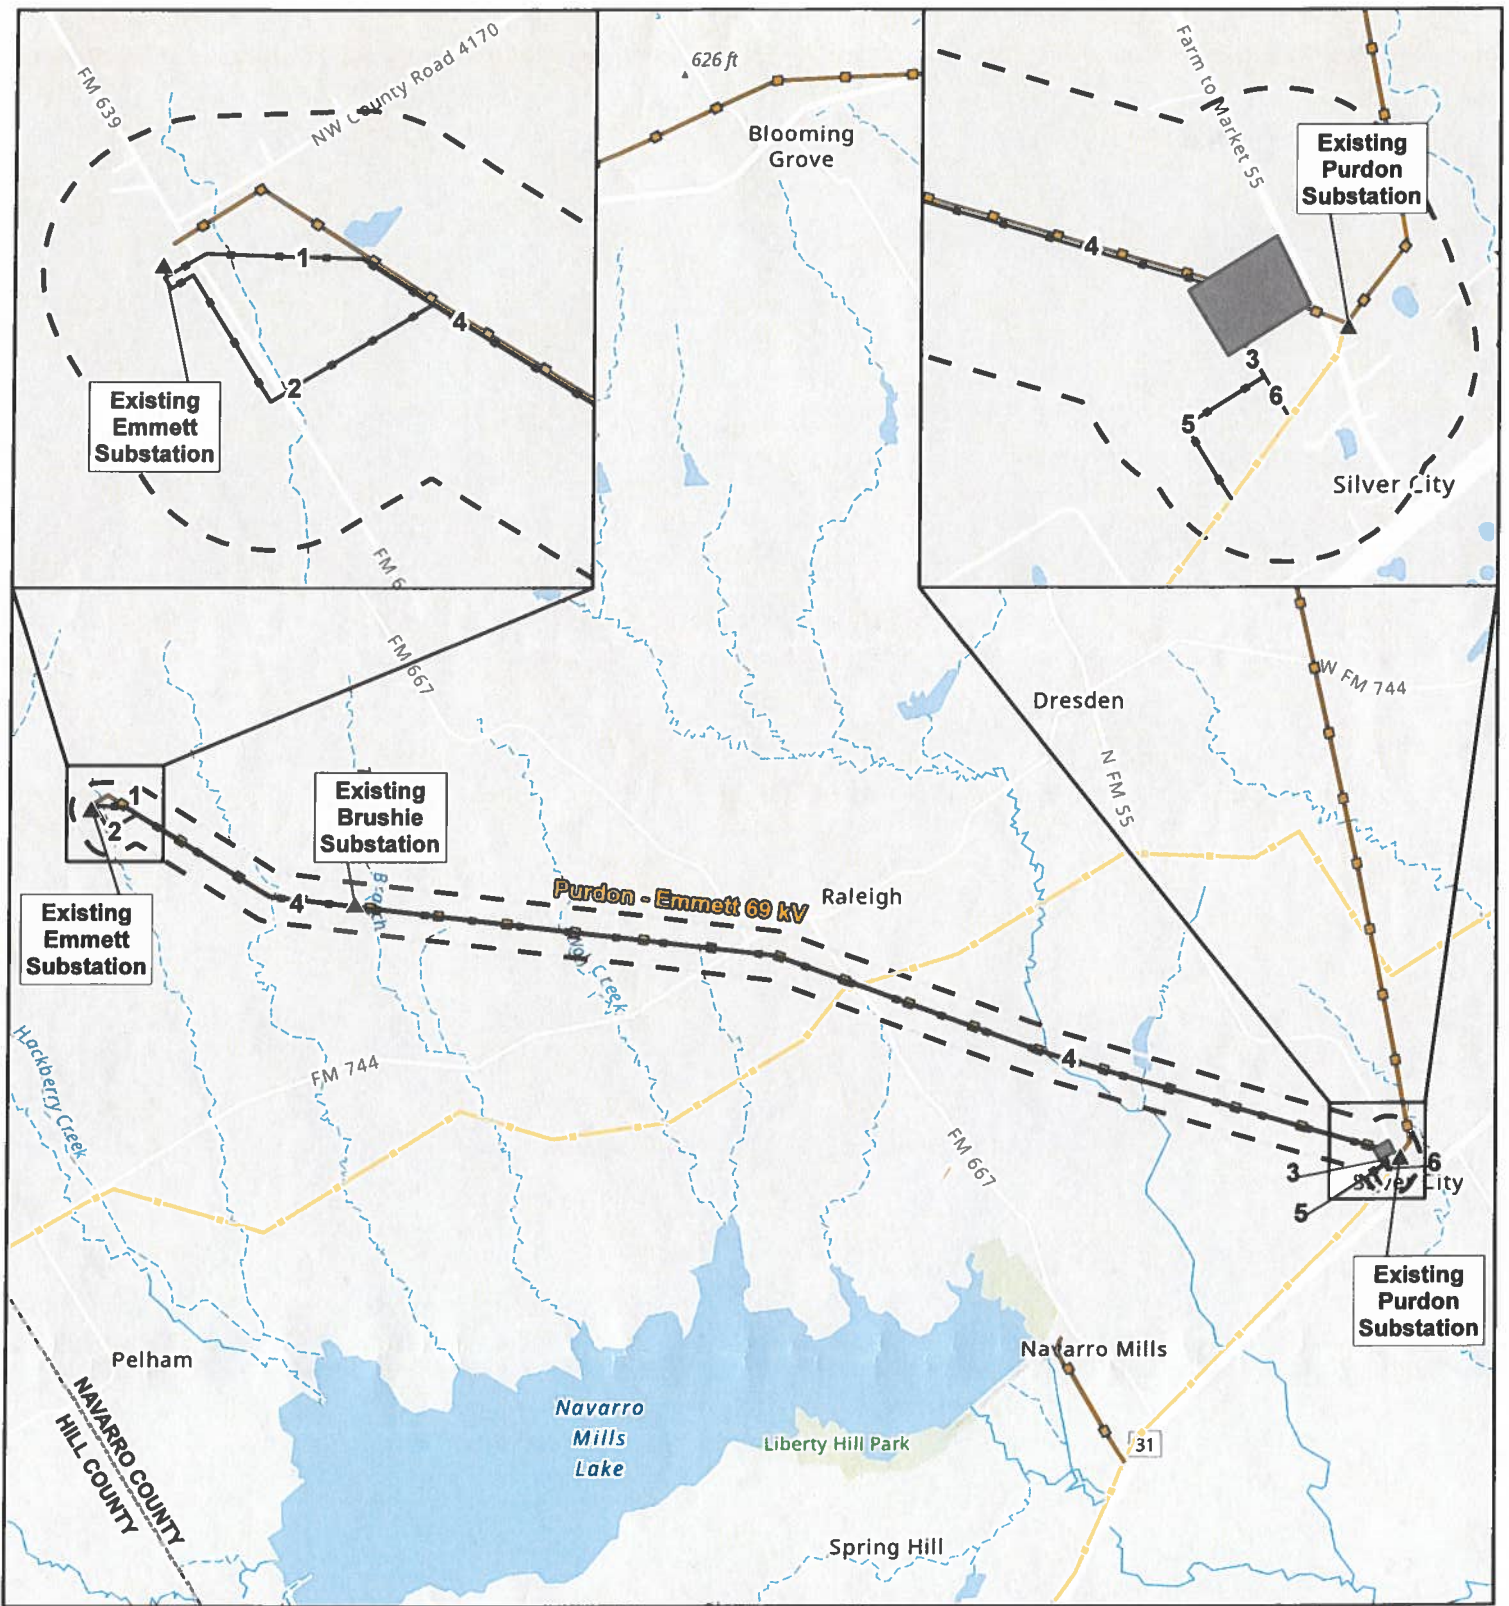 FM 639
NW County Road 4170
1
4
2
Existing
Emmett
Substation
FM 6
626 ft
Blooming
Grove
Farm to Market 55
Existing
Purdon
Substation
4
3
6
5
Silver City
FM 667
Dresden
W FM 744
N FM 55
1
2
Existing
Brushie
Substation
Existing
Emmett
Substation
4
Branch
Purdon - Emmett 69 kV
Raleigh
Creek
4
Hackberry Creek
FM 744
FM 667
3
6
Silver City
5
Existing
Purdon
Substation
Pelham
NAVARRO COUNTY
HILL COUNTY
Navarro
Mills
Lake
Liberty Hill Park
Navarro Mills
31
Spring Hill